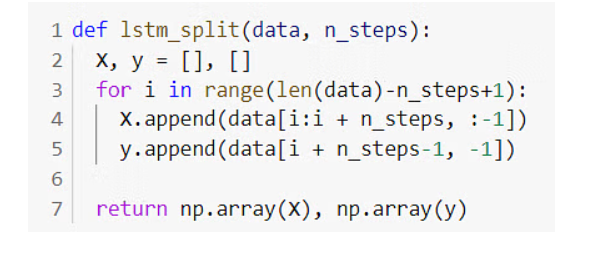 1 def lstm_split(data, n_steps):
2 X, y = [], []
3 for i in range(len(data)-n_steps+1):
4 X.append(data[i:i + n_steps, :-1])
5 y.append(data[i + n_steps-1, -1])
6
7 return np.array(X), np.array(y)